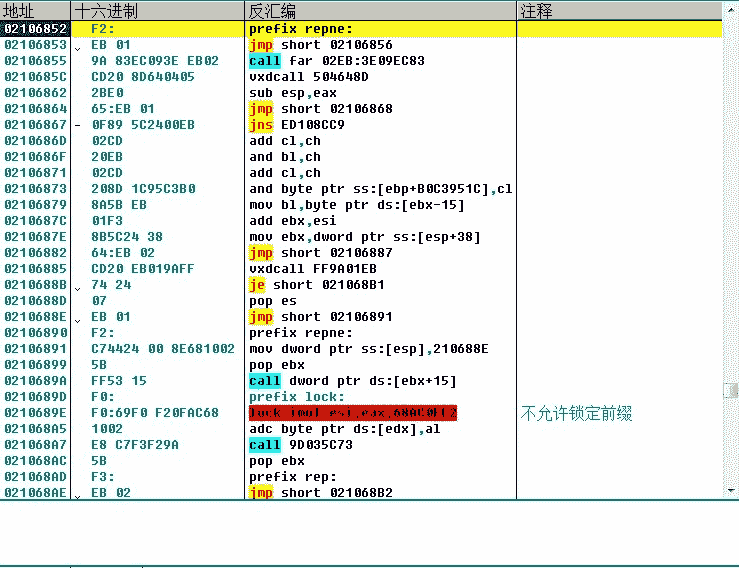 地址 十六进制 反汇编 注释
02106852 F2: prefix repne:
02106853 EB 01 jmp short 02106856
02106855 9A 83EC093E EB02 call far 02EB:3E09EC83
0210685C CD20 8D640405 vxdcall 504648D
02106862 2BE0 sub esp,eax
02106864 65:EB 01 jmp short 02106868
02106867 - 0F89 5C2400EB jns ED108CC9
0210686D 02CD add cl,ch
0210686F 20EB and bl,ch
02106871 02CD add cl,ch
02106873 208D 1C95C3B0 and byte ptr ss:[ebp+B0C3951C],cl
02106879 8A5B EB mov bl,byte ptr ds:[ebx-15]
0210687C 01F3 add ebx,esi
0210687E 8B5C24 38 mov ebx,dword ptr ss:[esp+38]
02106882 64:EB 02 jmp short 02106887
02106885 CD20 EB019AFF vxdcall FF9A01EB
0210688B 74 24 je short 021068B1
0210688D 07 pop es
0210688E EB 01 jmp short 02106891
02106890 F2: prefix repne:
02106891 C74424 00 8E681002 mov dword ptr ss:[esp],210688E
02106899 5B pop ebx
0210689A FF53 15 call dword ptr ds:[ebx+15]
0210689D F0: prefix lock:
0210689E F0:69F0 F20FAC68 lock imul esi,eax,68AC0FF2 不允许锁定前缀
021068A5 1002 adc byte ptr ds:[edx],al
021068A7 E8 C7F3F29A call 9D035C73
021068AC 5B pop ebx
021068AD F3: prefix rep:
021068AE EB 02 jmp short 021068B2